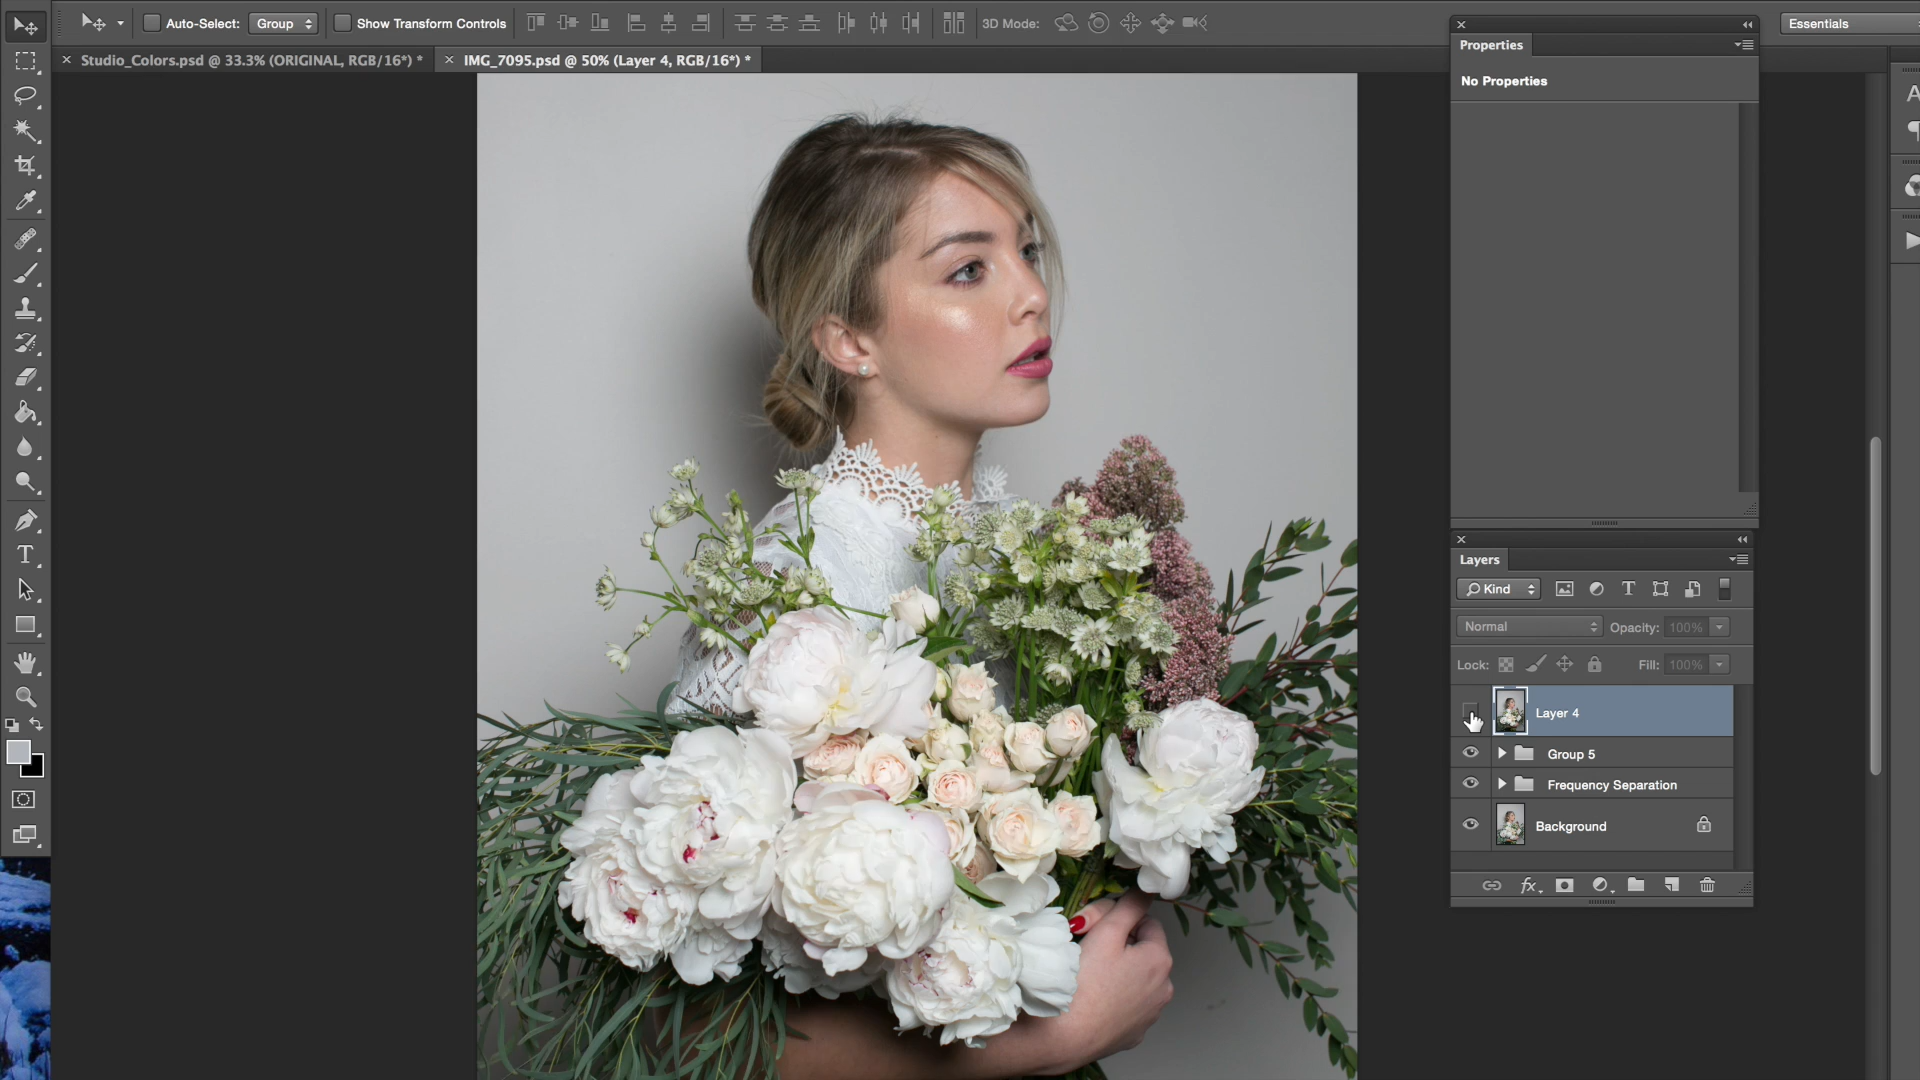 Auto-Select: Group Show Transform Controls 3D Mode: Essentials
× Studio_Colors.psd @ 33.3% (ORIGINAL, RGB/16*) * × IMG_7095.psd @ 50% (Layer 4, RGB/16*) *
Properties
No Properties
Layers
Kind
Normal Opacity: 100%
Lock: Fill: 100%
Layer 4
Group 5
Frequency Separation
Background
fx